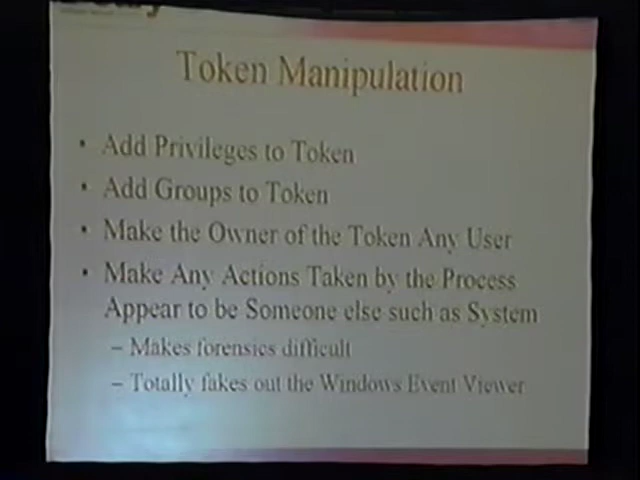 Token Manipulation
• Add Privileges to Token
• Add Groups to Token
• Make the Owner of the Token Any User
• Make Any Actions Taken by the Process
Appear to be Someone else such as System
– Makes forensics difficult
– Totally fakes out the Windows Event Viewer